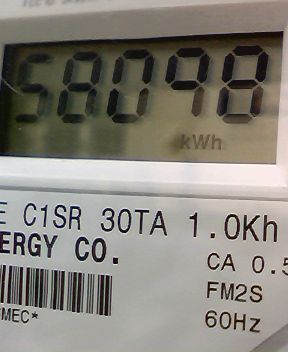 58098
kWh
E C1SR 30TA 1.0Kh
ERGY CO.
CA 0.5
FM2S
MEC*
60Hz